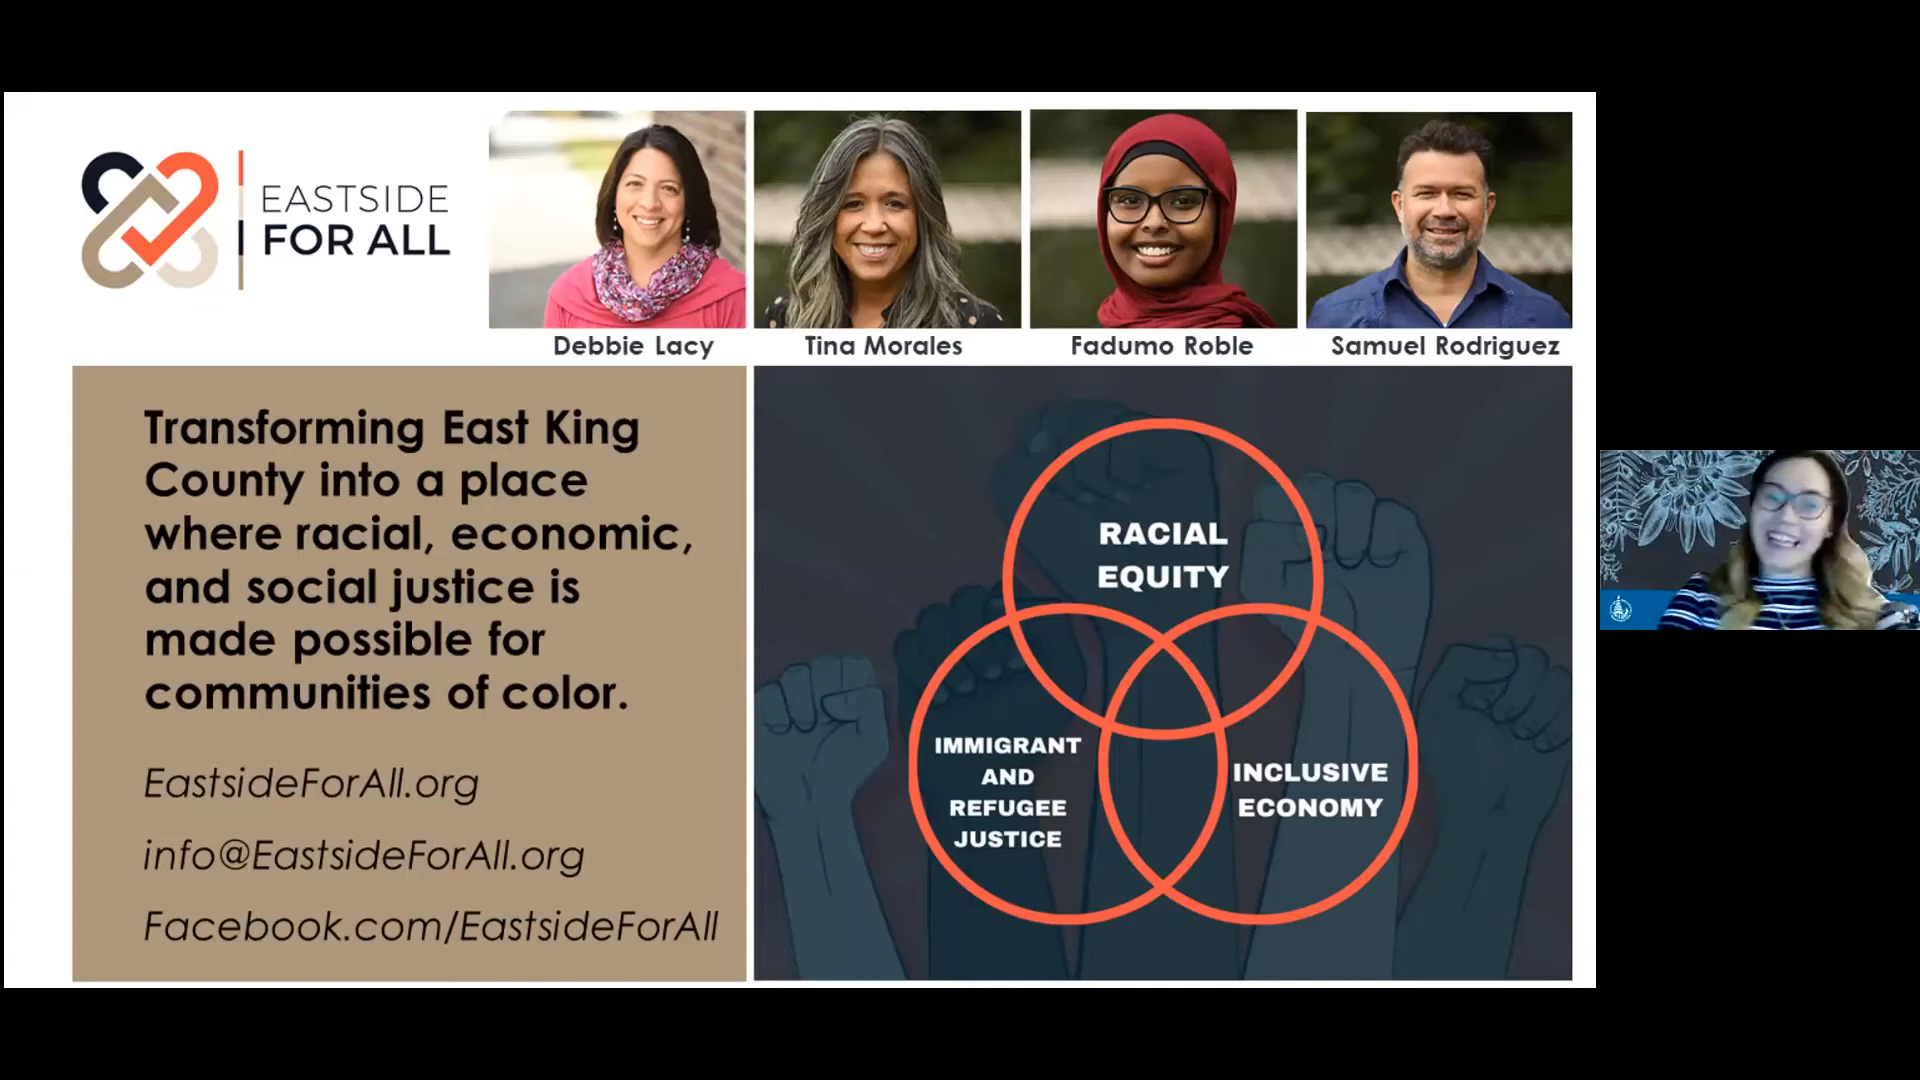 EASTSIDE
FOR ALL
Debbie Lacy
Tina Morales
Fadumo Roble
Samuel Rodriguez
Transforming East King
County into a place
where racial, economic,
and social justice is
made possible for
communities of color.
EastsideForAll.org
info@EastsideForAll.org
Facebook.com/EastsideForAll
RACIAL
EQUITY
IMMIGRANT
AND
REFUGEE
JUSTICE
INCLUSIVE
ECONOMY